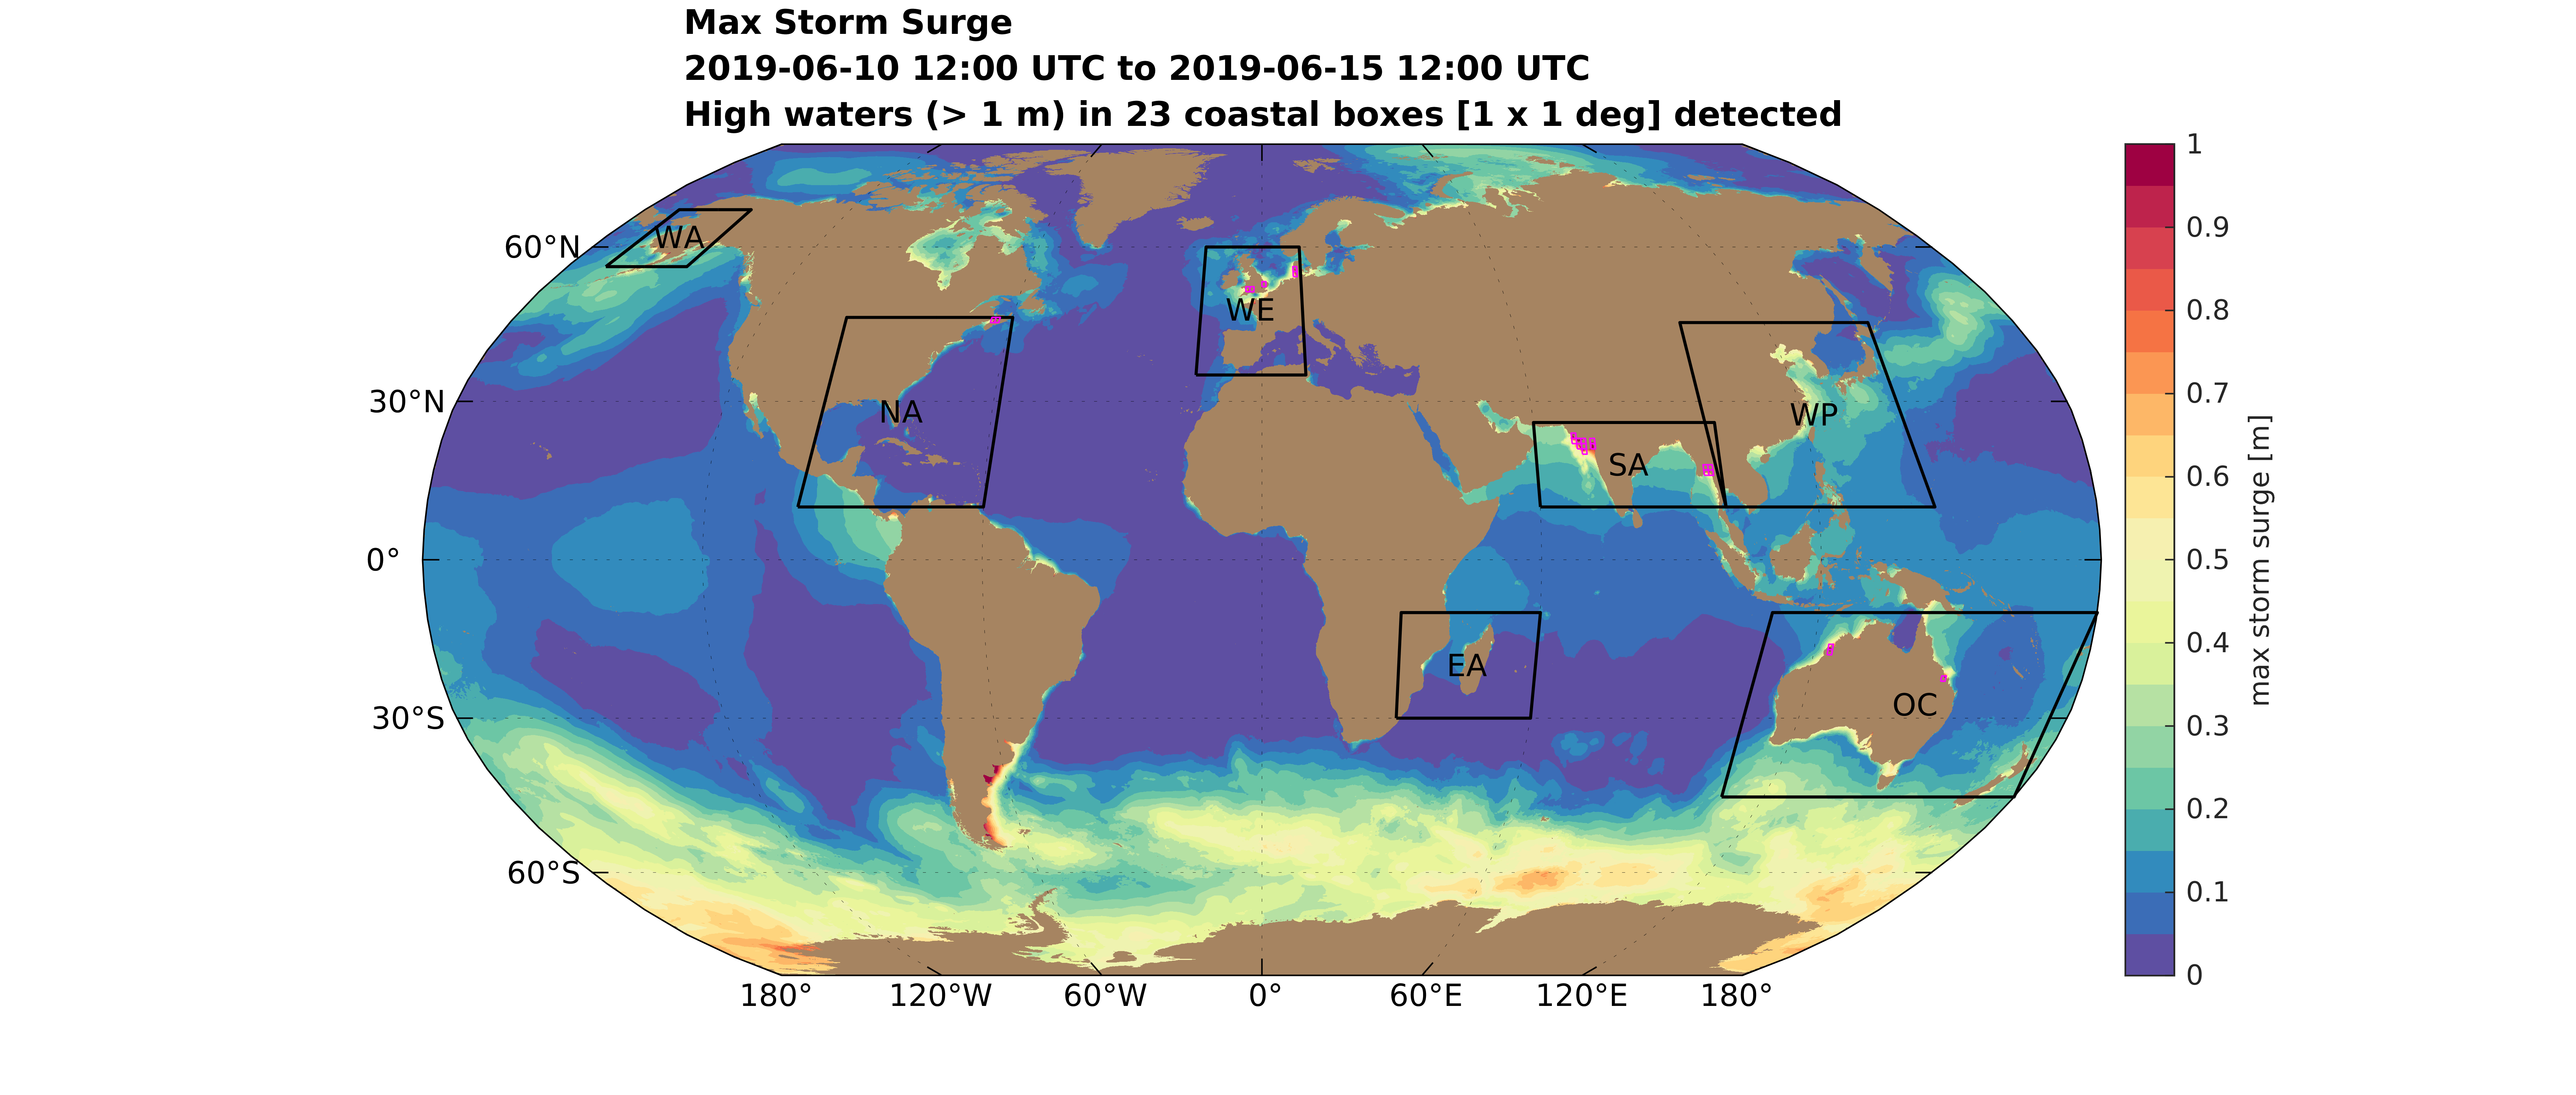 Max Storm Surge
2019-06-10 12:00 UTC to 2019-06-15 12:00 UTC
High waters (> 1 m) in 23 coastal boxes [1 x 1 deg] detected
60°N
30°N
0°
30°S
60°S
WA
NA
WE
SA
WP
EA
OC
180°
120°W
60°W
0°
60°E
120°E
180°
1
0.9
0.8
0.7
0.6
0.5
0.4
0.3
0.2
0.1
0
max storm surge [m]